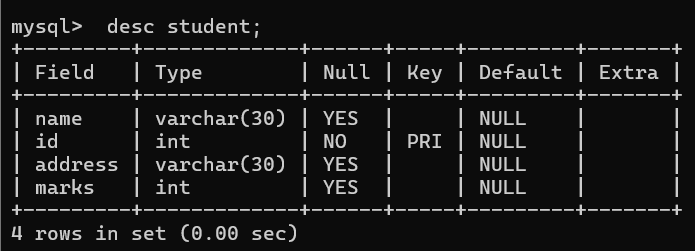 mysql>  desc student;
+---------+-------------+------+-----+---------+-------+
| Field   | Type        | Null | Key | Default | Extra |
+---------+-------------+------+-----+---------+-------+
| name    | varchar(30) | YES  |     | NULL    |       |
| id      | int         | NO   | PRI | NULL    |       |
| address | varchar(30) | YES  |     | NULL    |       |
| marks   | int         | YES  |     | NULL    |       |
+---------+-------------+------+-----+---------+-------+
4 rows in set (0.00 sec)